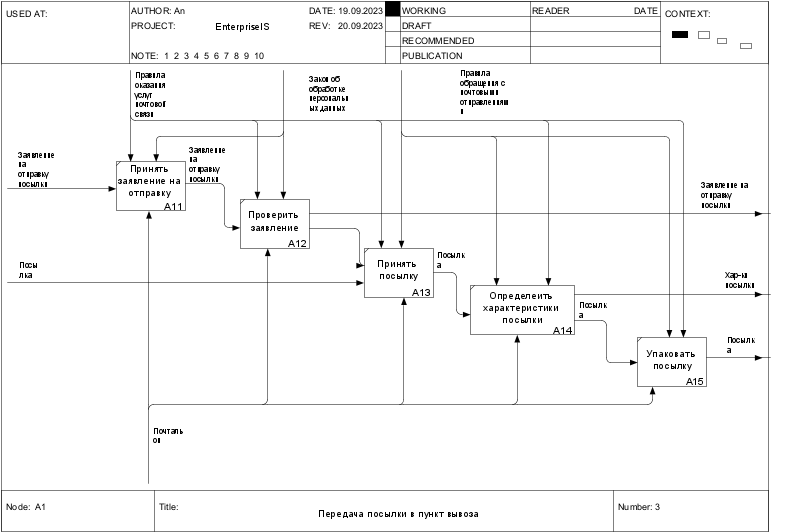 USED AT:
AUTHOR: An
DATE: 19.09.2023
WORKING
READER
DATE
CONTEXT:
PROJECT:
EnterpriseIS
REV: 20.09.2023
DRAFT
RECOMMENDED
NOTE: 1 2 3 4 5 6 7 8 9 10
PUBLICATION
Правила
оказания
услуг
почтовой
связи
Закон об
обработке
персональн
ых данных
Правила
обращения с
почтовыми
отправлениям
и
Заявление
на
отправку
посылки
Принять
заявление на
отправку
A11
Заявление
на
отправку
посылки
Проверить
заявление
A12
Заявление на
отправку
посылки
Посы
лка
Принять
посылку
A13
Посылк
а
Определеить
характеристики
посылки
A14
Хар-ки
посылки
Посылк
а
Упаковать
посылку
A15
Посылк
а
Почталь
он
Node: A1
Title:
Передача посылки в пункт вывоза
Number: 3